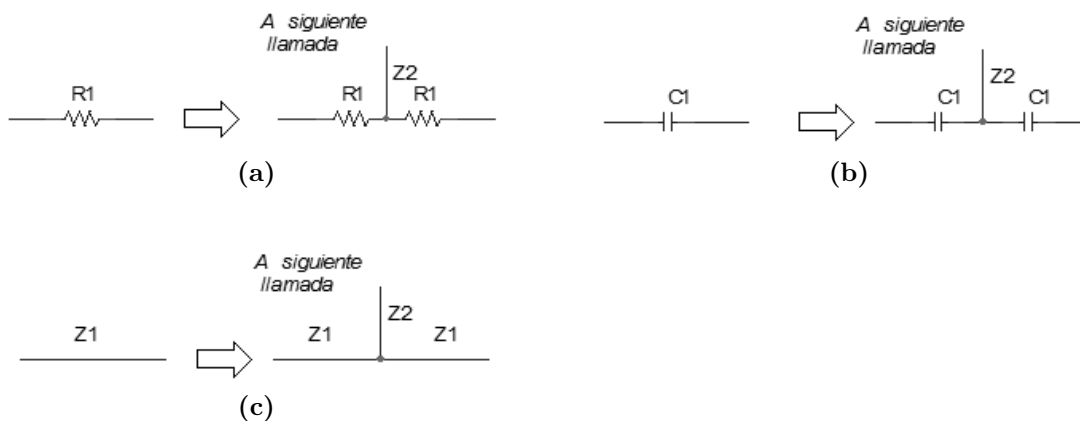 A siguiente
llamada
R1
Z2
R1
R1
(a)
A siguiente
llamada
C1
Z2
C1
C1
(b)
A siguiente
llamada
Z1
Z2
Z1
Z1
(c)